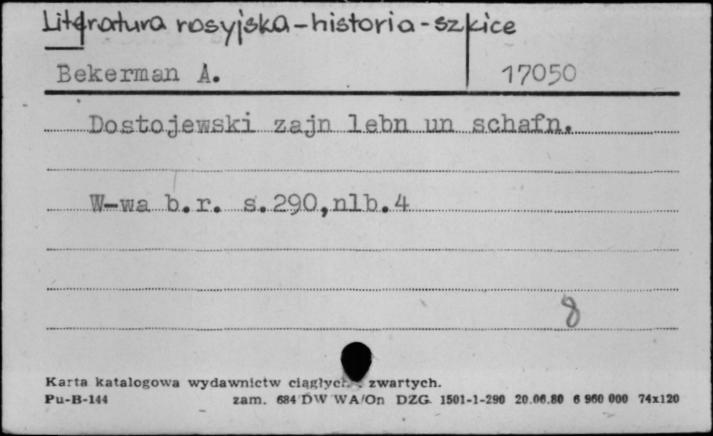 Literatura rosyjska - historia - szkice
Bekerman A. 17050
Dostojewski zajn lebn un schafn.
W-wa b.r. s.290,nlb.4
8
Karta katalogowa wydawnictw ciągłych zwartych.
Pu-B-144 zam. 684 DW WA/On DZG. 1501-1-290 20.06.80 6 960 000 74x120